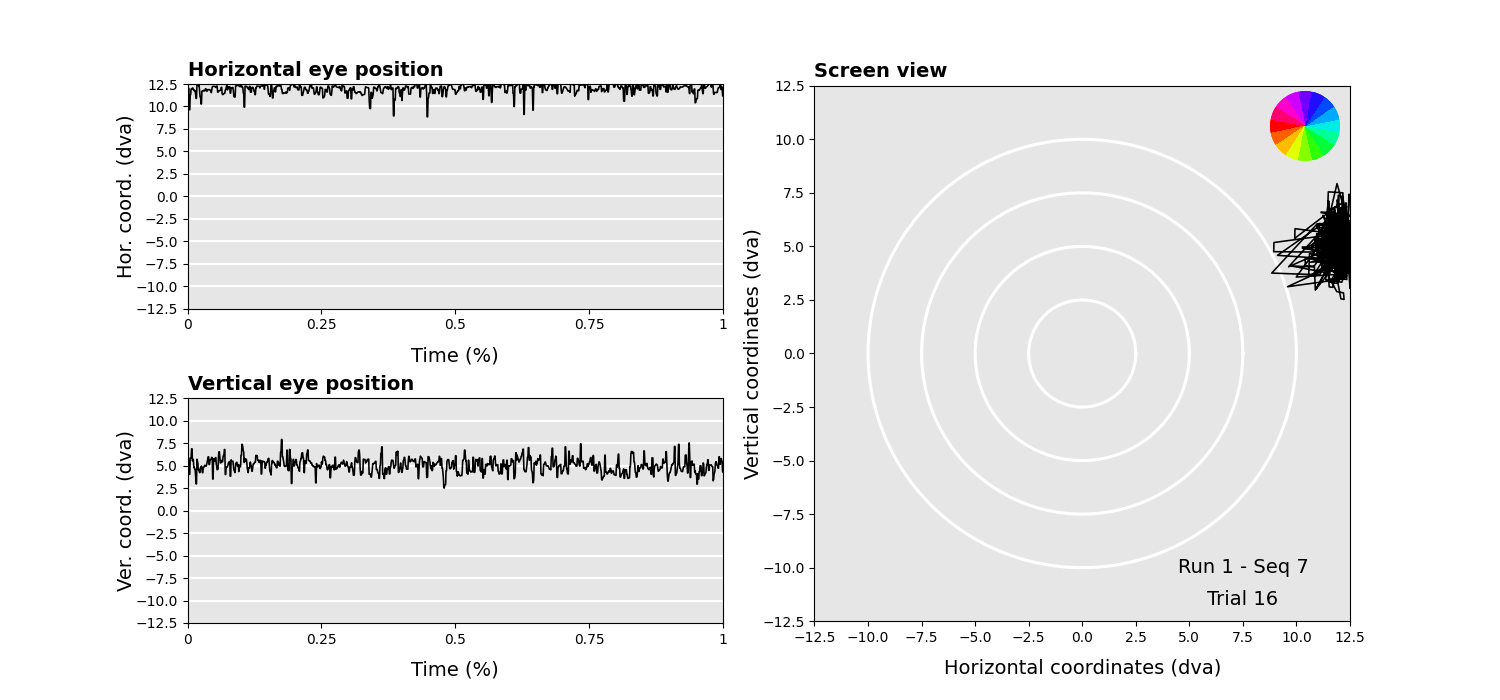 Horizontal eye position
Hor. coord. (dva)
12.5
10.0
7.5
5.0
2.5
0.0
−2.5
−5.0
−7.5
−10.0
−12.5
0 0.25 0.5 0.75 1
Time (%)
Vertical eye position
Ver. coord. (dva)
12.5
10.0
7.5
5.0
2.5
0.0
−2.5
−5.0
−7.5
−10.0
−12.5
0 0.25 0.5 0.75 1
Time (%)
Screen view
Vertical coordinates (dva)
12.5
10.0
7.5
5.0
2.5
0.0
−2.5
−5.0
−7.5
−10.0
−12.5
Run 1 - Seq 7
Trial 16
−12.5 −10.0 −7.5 −5.0 −2.5 0.0 2.5 5.0 7.5 10.0 12.5
Horizontal coordinates (dva)